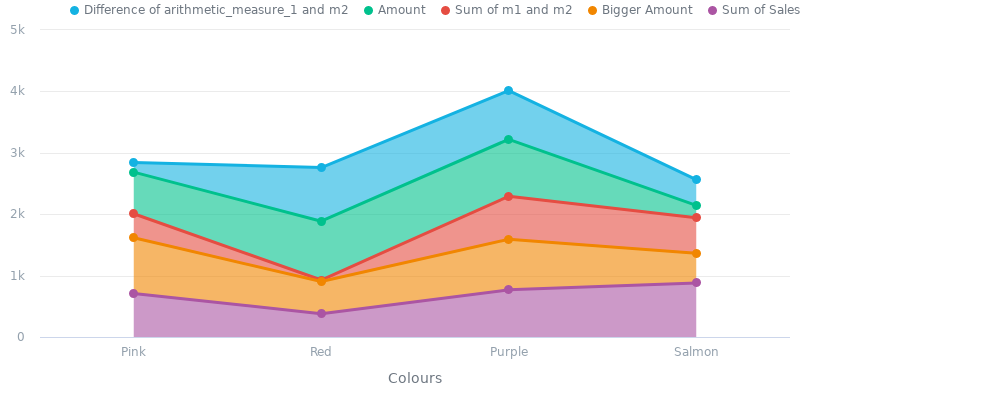 Difference of arithmetic_measure_1 and m2 Amount Sum of m1 and m2 Bigger Amount Sum of Sales
5k
4k
3k
2k
1k
0
Pink Red Purple Salmon
Colours